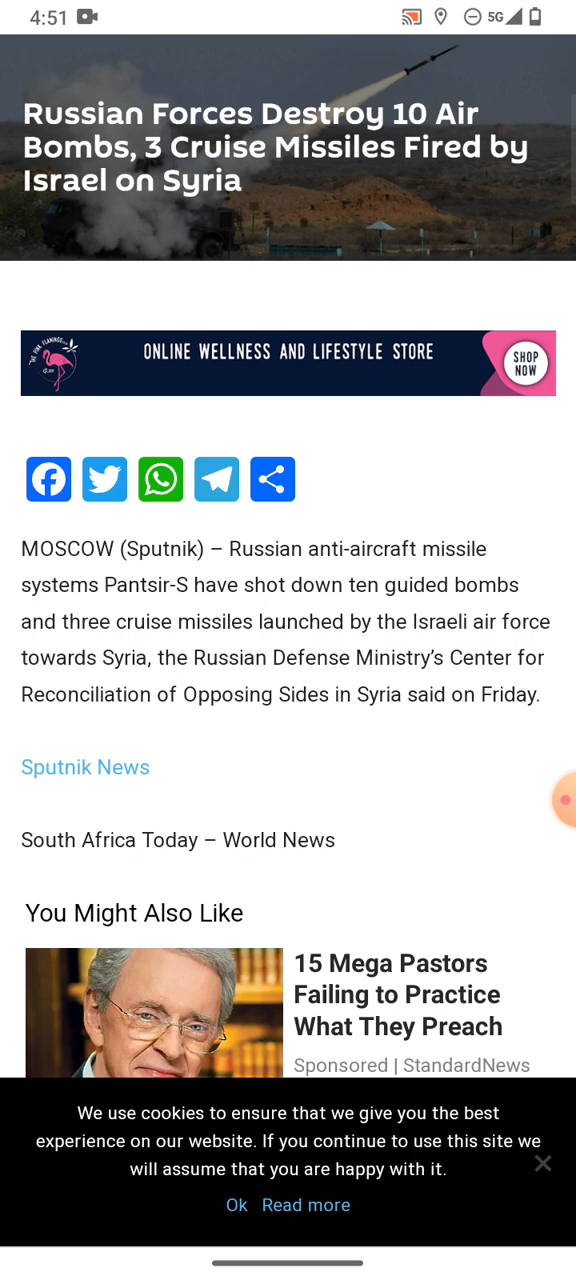 4:51
5G
Russian Forces Destroy 10 Air
Bombs, 3 Cruise Missiles Fired by
Israel on Syria
THE PINK FLAMINGO
ONLINE WELLNESS AND LIFESTYLE STORE
SHOP
NOW
MOSCOW (Sputnik) – Russian anti-aircraft missile
systems Pantsir-S have shot down ten guided bombs
and three cruise missiles launched by the Israeli air force
towards Syria, the Russian Defense Ministry’s Center for
Reconciliation of Opposing Sides in Syria said on Friday.
Sputnik News
South Africa Today – World News
You Might Also Like
15 Mega Pastors
Failing to Practice
What They Preach
Sponsored | StandardNews
We use cookies to ensure that we give you the best
experience on our website. If you continue to use this site we
will assume that you are happy with it.
Ok Read more